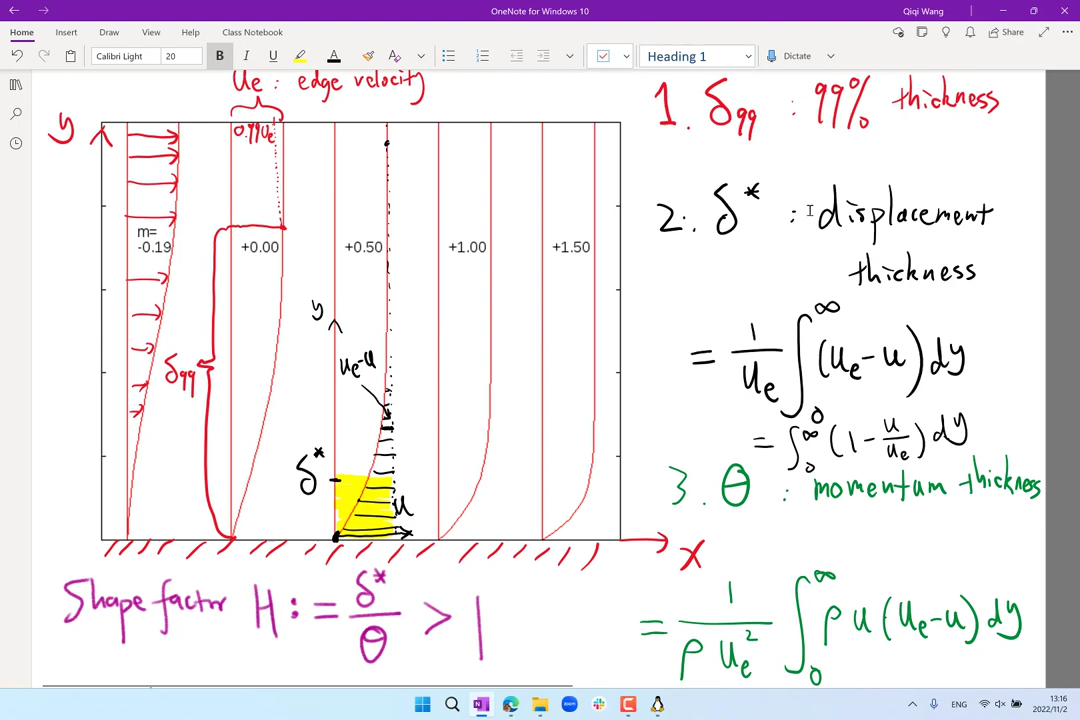 OneNote for Windows 10
Qiqi Wang
Home Insert Draw View Help Class Notebook
Share
Calibri Light 20 B I U A Heading 1 Dictate
ue : edge velocity
y
0.99ue
m=
-0.19 +0.00 +0.50 +1.00 +1.50
y
ue-u
δ99
δ*
u
x
Shape factor H := δ*/θ > 1
1. δ99 : 99% thickness
2. δ* : displacement
thickness
= 1/ue ∫0∞ (ue-u) dy
= ∫0∞ (1-u/ue) dy
3. θ : momentum thickness
= 1/(ρ ue²) ∫0∞ ρ u (ue-u) dy
ENG
13:16
2022/11/2